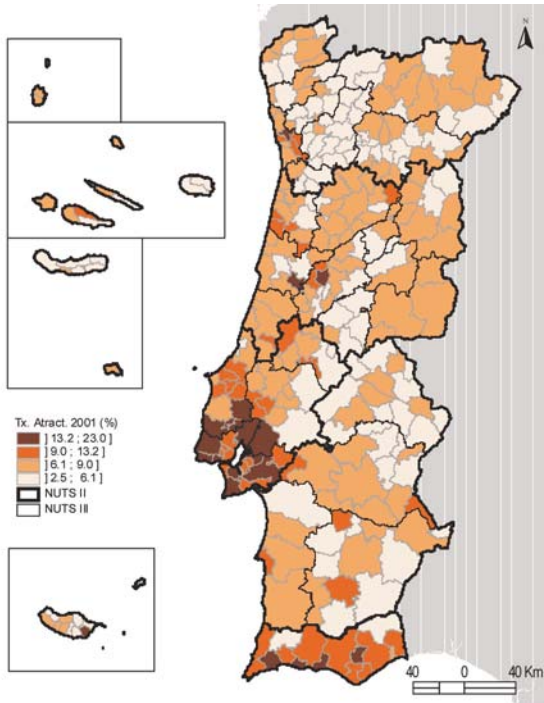 N
Tx. Atract. 2001 (%)
] 13.2 ; 23.0 ]
] 9.0 ; 13.2 ]
] 6.1 ; 9.0 ]
] 2.5 ; 6.1 ]
NUTS II
NUTS III
40 0 40 Km